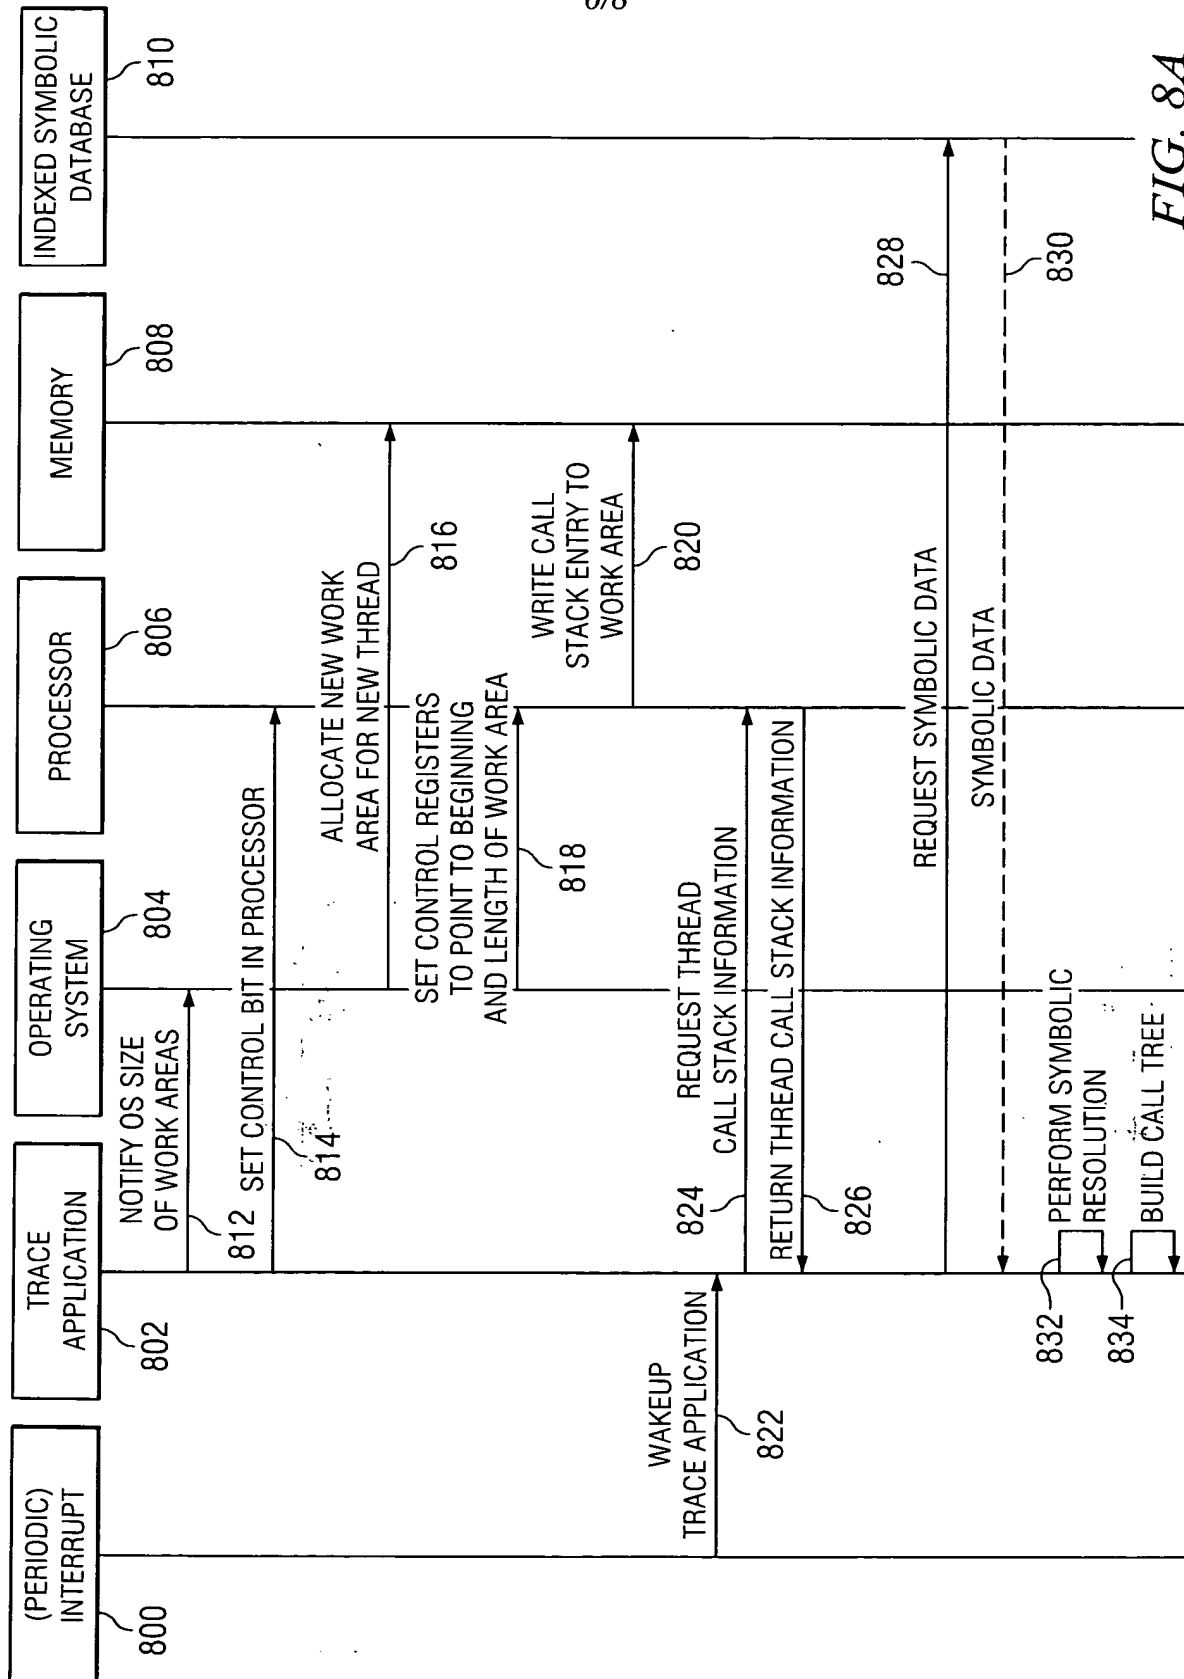 6/8
(PERIODIC)
INTERRUPT
800
TRACE
APPLICATION
802
OPERATING
SYSTEM
804
PROCESSOR
806
MEMORY
808
INDEXED SYMBOLIC
DATABASE
810
NOTIFY OS SIZE
OF WORK AREAS
812
SET CONTROL BIT IN PROCESSOR
814
ALLOCATE NEW WORK
AREA FOR NEW THREAD
816
SET CONTROL REGISTERS
TO POINT TO BEGINNING
AND LENGTH OF WORK AREA
818
WRITE CALL
STACK ENTRY TO
WORK AREA
820
WAKEUP
TRACE APPLICATION
822
REQUEST THREAD
CALL STACK INFORMATION
824
RETURN THREAD CALL STACK INFORMATION
826
REQUEST SYMBOLIC DATA
828
SYMBOLIC DATA
830
PERFORM SYMBOLIC
RESOLUTION
832
BUILD CALL TREE
834
FIG. 8A